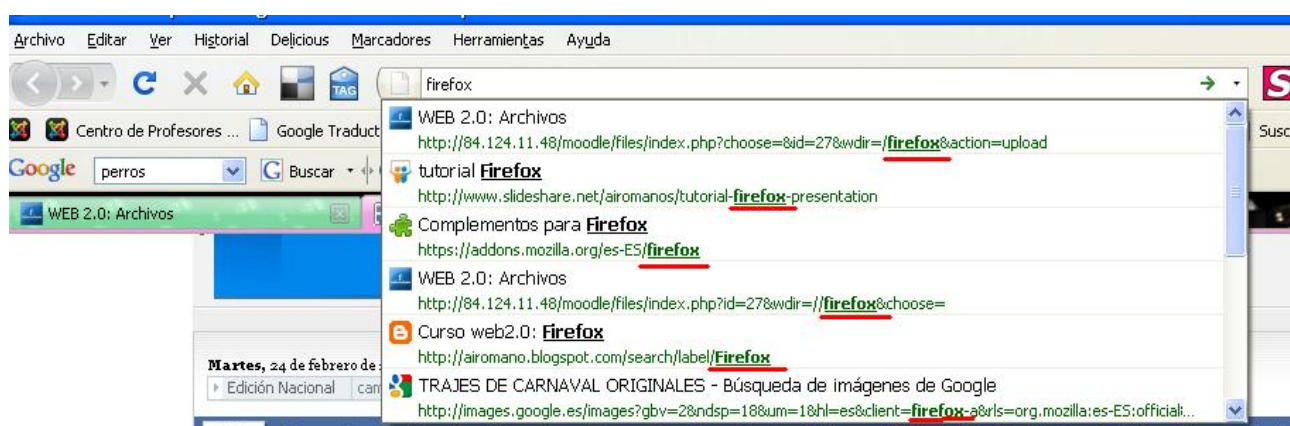 Archivo Editar Ver Historial Delicious Marcadores Herramientas Ayuda
TAG firefox S
Centro de Profesores ... Google Traduct Susc
Google perros Buscar
WEB 2.0: Archivos
WEB 2.0: Archivos
http://84.124.11.48/moodle/files/index.php?choose=&id=27&wdir=/firefox&action=upload
tutorial Firefox
http://www.slideshare.net/airomanos/tutorial-firefox-presentation
Complementos para Firefox
https://addons.mozilla.org/es-ES/firefox
WEB 2.0: Archivos
http://84.124.11.48/moodle/files/index.php?id=27&wdir=//firefox&choose=
Curso web2.0: Firefox
http://airomano.blogspot.com/search/label/Firefox
TRAJES DE CARNAVAL ORIGINALES - Búsqueda de imágenes de Google
http://images.google.es/images?gbv=2&ndsp=18&um=1&hl=es&client=firefox-a&rls=org.mozilla:es-ES:official...
Martes, 24 de febrero de
Edición Nacional